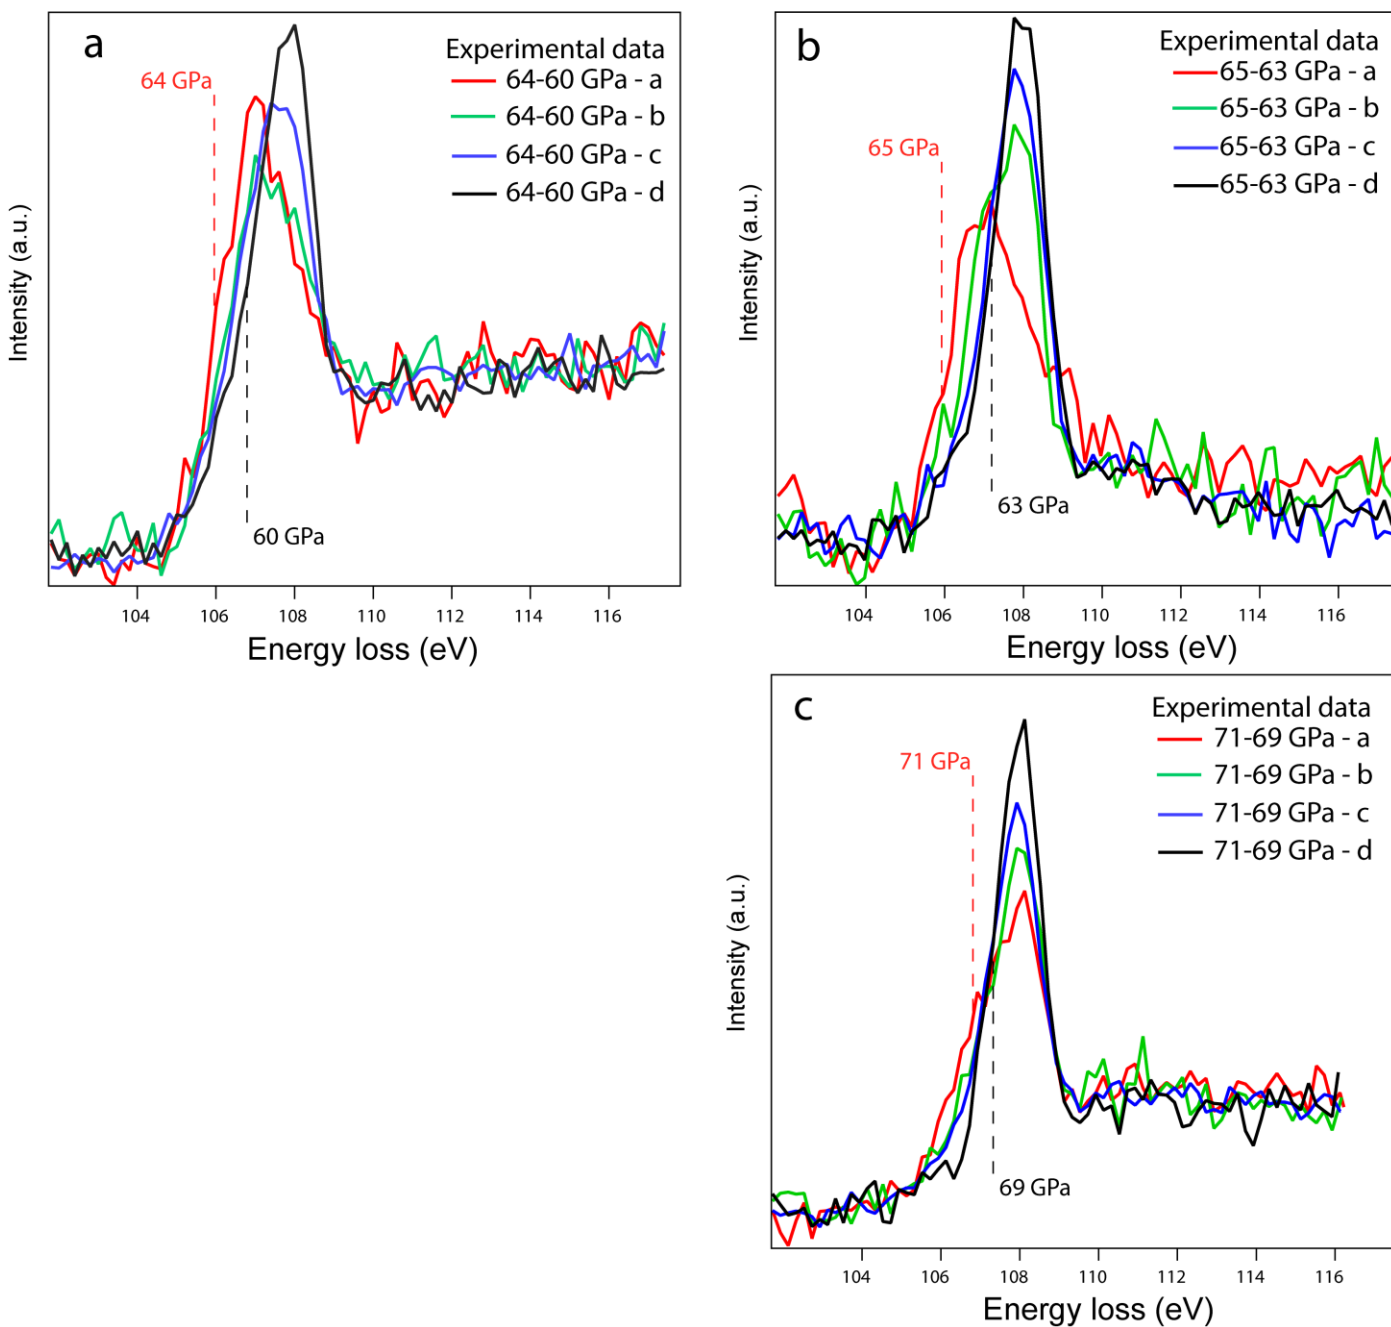 a
Experimental data
64-60 GPa - a
64-60 GPa - b
64-60 GPa - c
64-60 GPa - d
64 GPa
60 GPa
Intensity (a.u.)
104 106 108 110 112 114 116
Energy loss (eV)
b
Experimental data
65-63 GPa - a
65-63 GPa - b
65-63 GPa - c
65-63 GPa - d
65 GPa
63 GPa
Intensity (a.u.)
104 106 108 110 112 114 116
Energy loss (eV)
c
Experimental data
71-69 GPa - a
71-69 GPa - b
71-69 GPa - c
71-69 GPa - d
71 GPa
69 GPa
Intensity (a.u.)
104 106 108 110 112 114 116
Energy loss (eV)